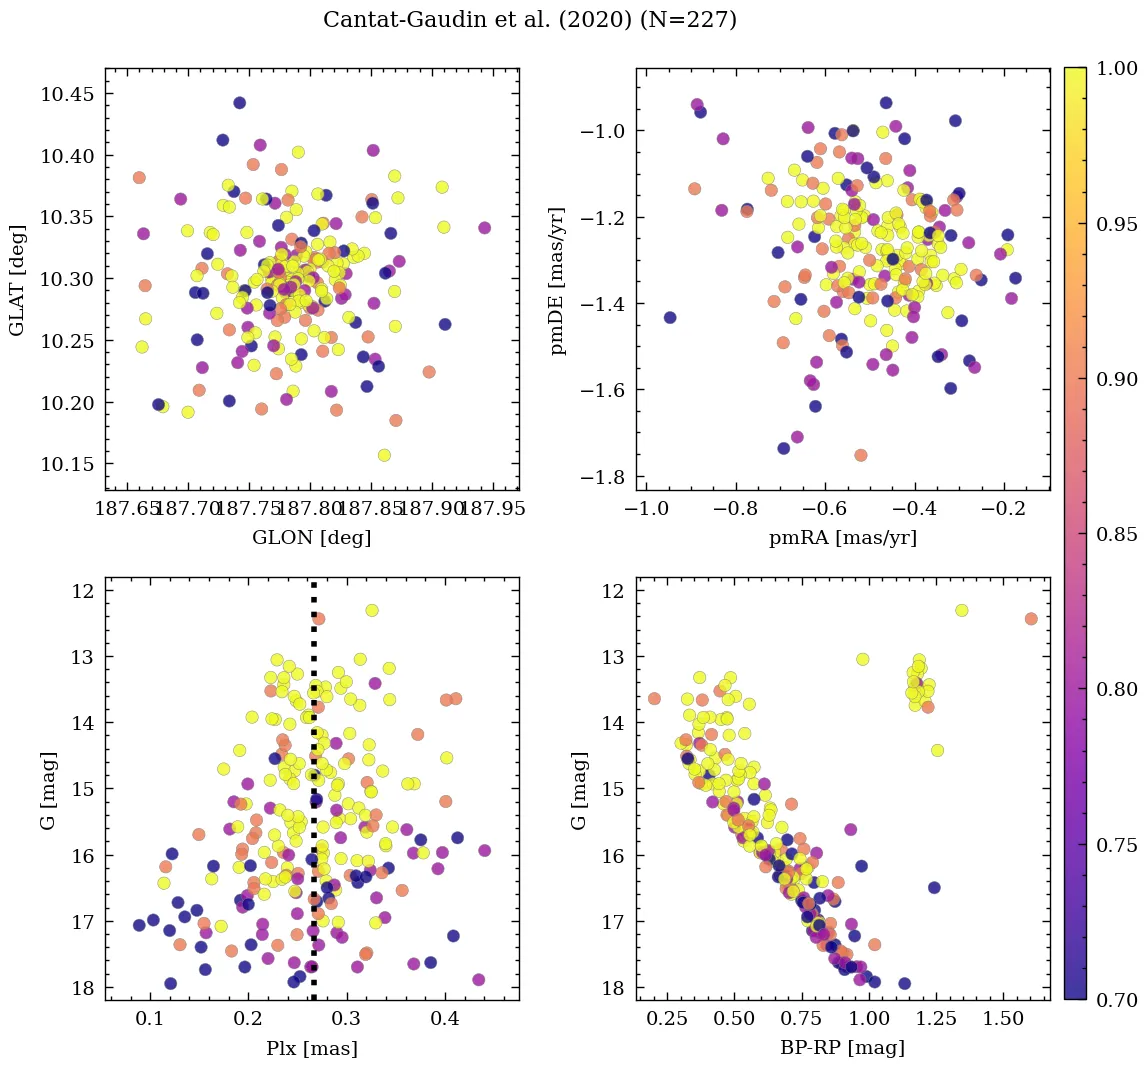 Cantat-Gaudin et al. (2020) (N=227)
10.45
10.40
10.35
10.30
10.25
10.20
10.15
GLAT [deg]
187.65 187.70 187.75 187.80 187.85 187.90 187.95
GLON [deg]
−1.0
−1.2
−1.4
−1.6
−1.8
pmDE [mas/yr]
−1.0 −0.8 −0.6 −0.4 −0.2
pmRA [mas/yr]
1.00
0.95
0.90
0.85
0.80
0.75
0.70
12
13
14
15
16
17
18
G [mag]
0.1 0.2 0.3 0.4
Plx [mas]
12
13
14
15
16
17
18
G [mag]
0.25 0.50 0.75 1.00 1.25 1.50
BP-RP [mag]